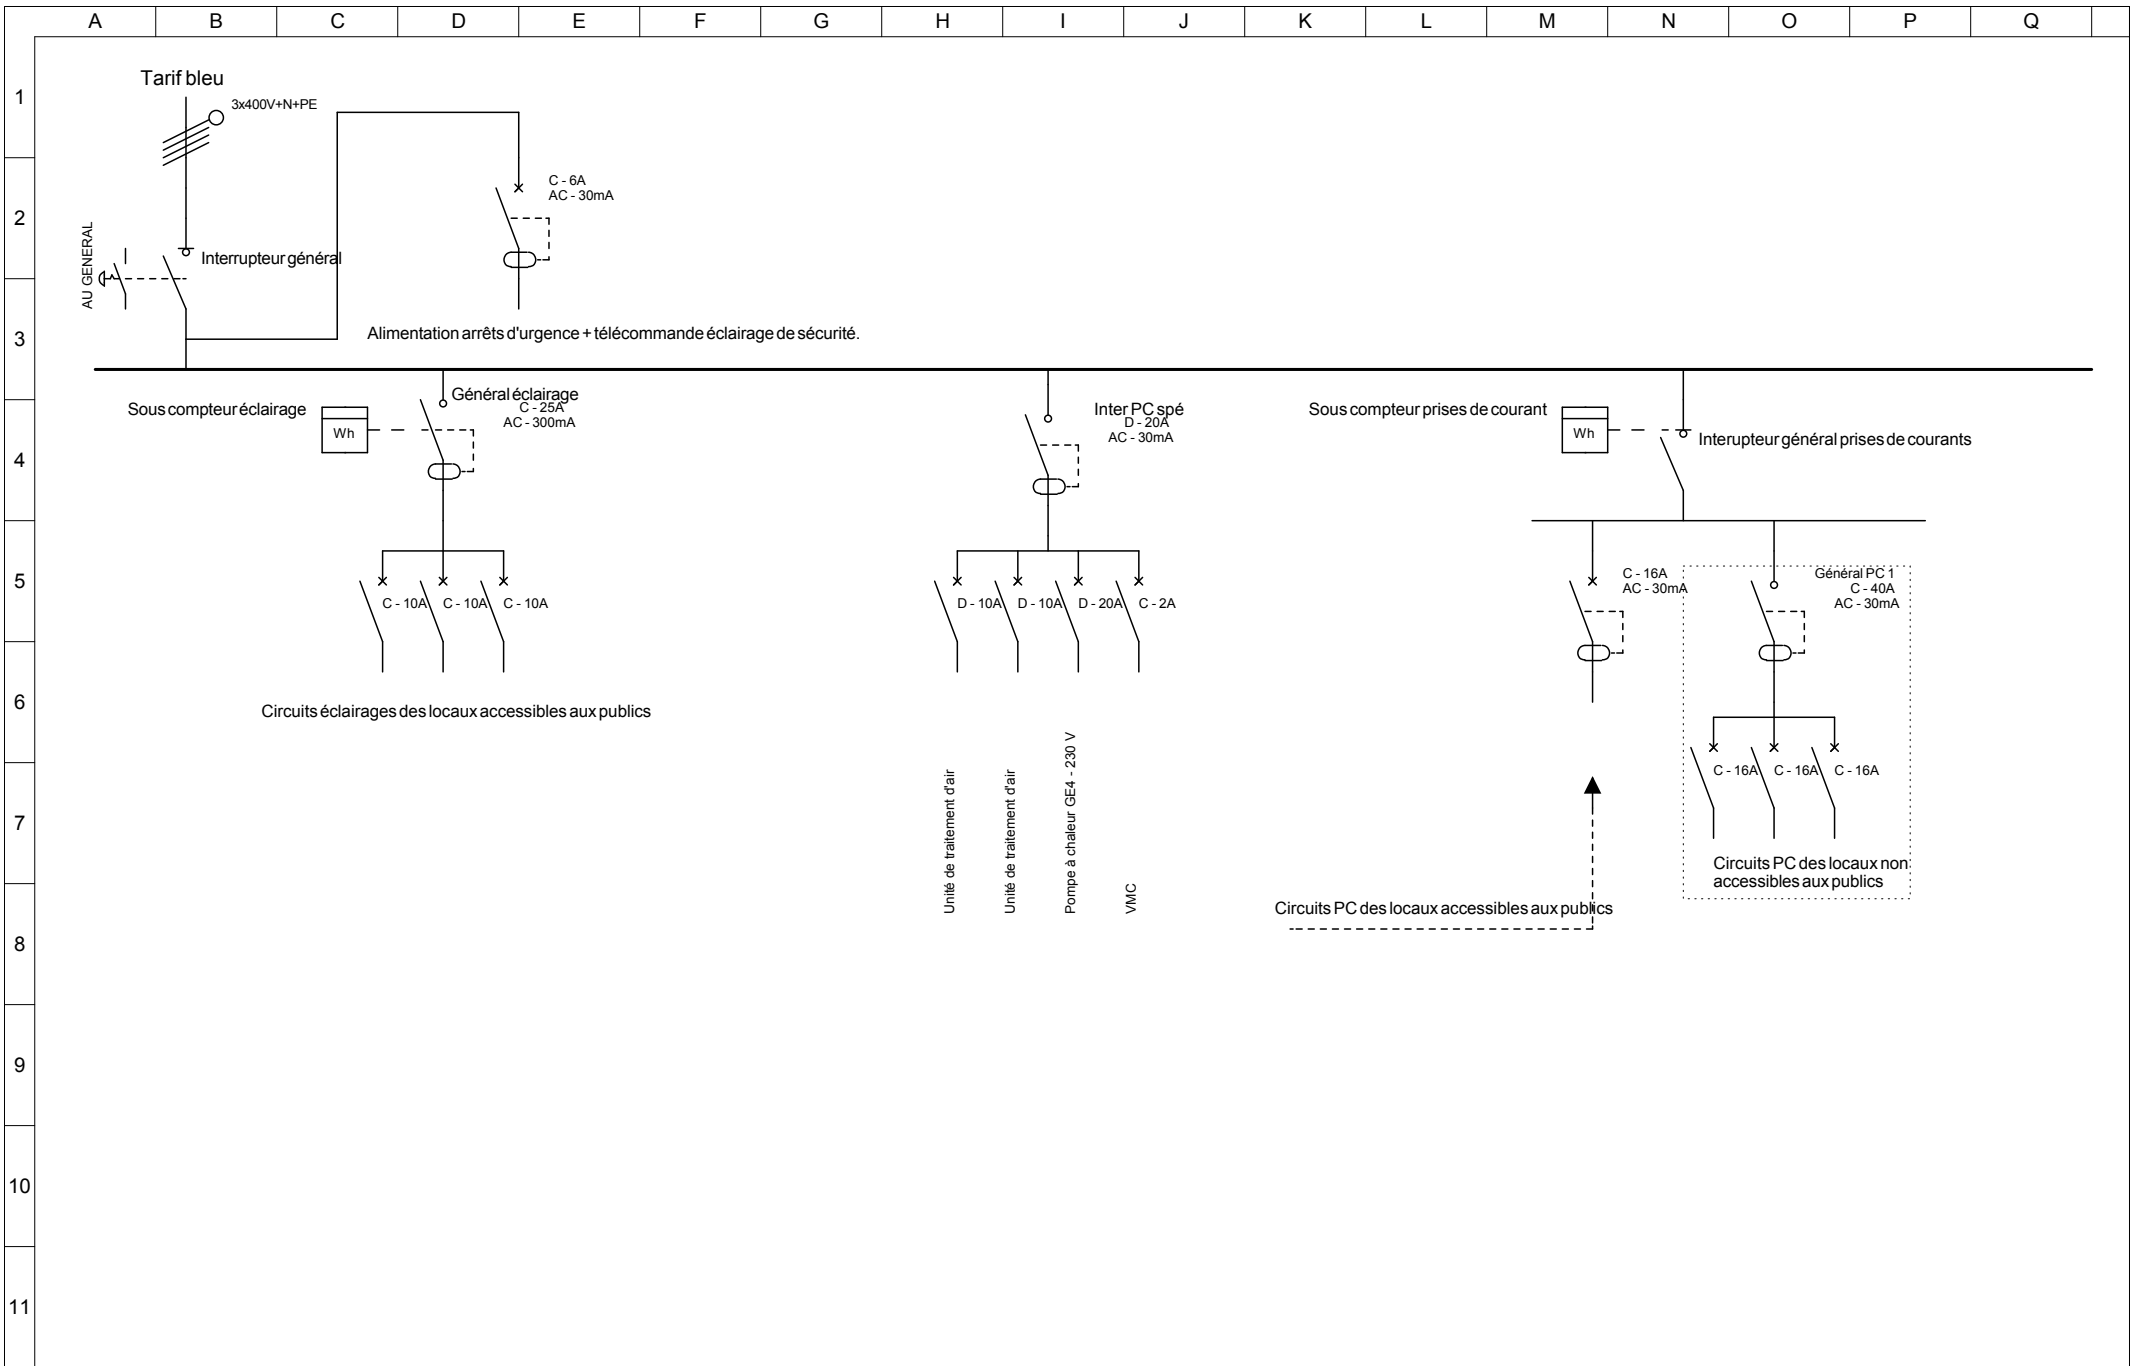 A B C D E F G H I J K L M N O P Q
1
2
3
4
5
6
7
8
9
10
11
Tarif bleu
3x400V+N+PE
C - 6A
AC - 30mA
AU GENERAL
Interrupteur général
Alimentation arrêts d'urgence + télécommande éclairage de sécurité.
Sous compteur éclairage
Wh
Général éclairage
C - 25A
AC - 300mA
Inter PC spé
D - 20A
AC - 30mA
Sous compteur prises de courant
Wh
Interupteur général prises de courants
C - 10A C - 10A C - 10A
Circuits éclairages des locaux accessibles aux publics
D - 10A D - 10A D - 20A C - 2A
Unité de traitement d'air
Unité de traitement d'air
Pompe à chaleur GE4 - 230 V
VMC
C - 16A
AC - 30mA
Général PC 1
C - 40A
AC - 30mA
C - 16A C - 16A C - 16A
Circuits PC des locaux non
accessibles aux publics
Circuits PC des locaux accessibles aux publics